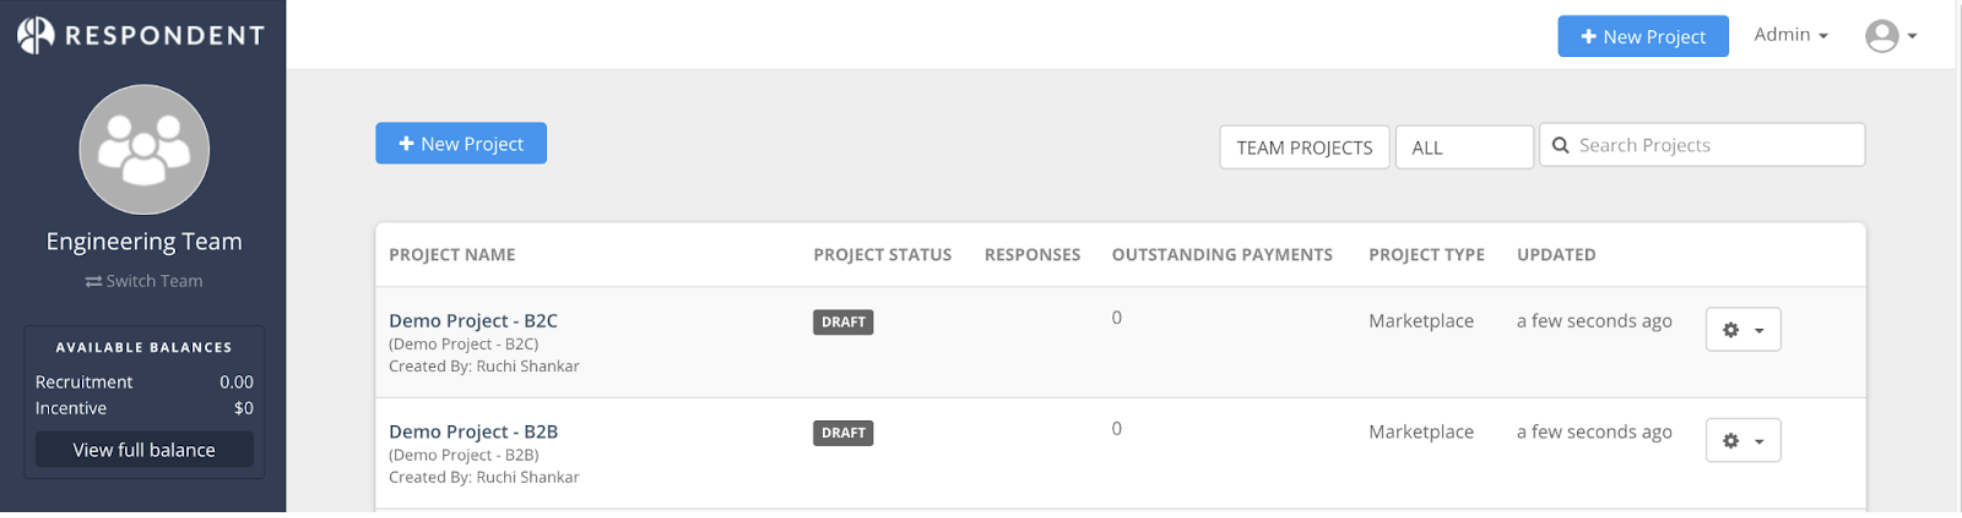 RESPONDENT
Engineering Team
Switch Team
AVAILABLE BALANCES
Recruitment 0.00
Incentive $0
View full balance
New Project Admin
New Project TEAM PROJECTS ALL Search Projects
PROJECT NAME PROJECT STATUS RESPONSES OUTSTANDING PAYMENTS PROJECT TYPE UPDATED
Demo Project - B2C DRAFT 0 Marketplace a few seconds ago
(Demo Project - B2C)
Created By: Ruchi Shankar
Demo Project - B2B DRAFT 0 Marketplace a few seconds ago
(Demo Project - B2B)
Created By: Ruchi Shankar